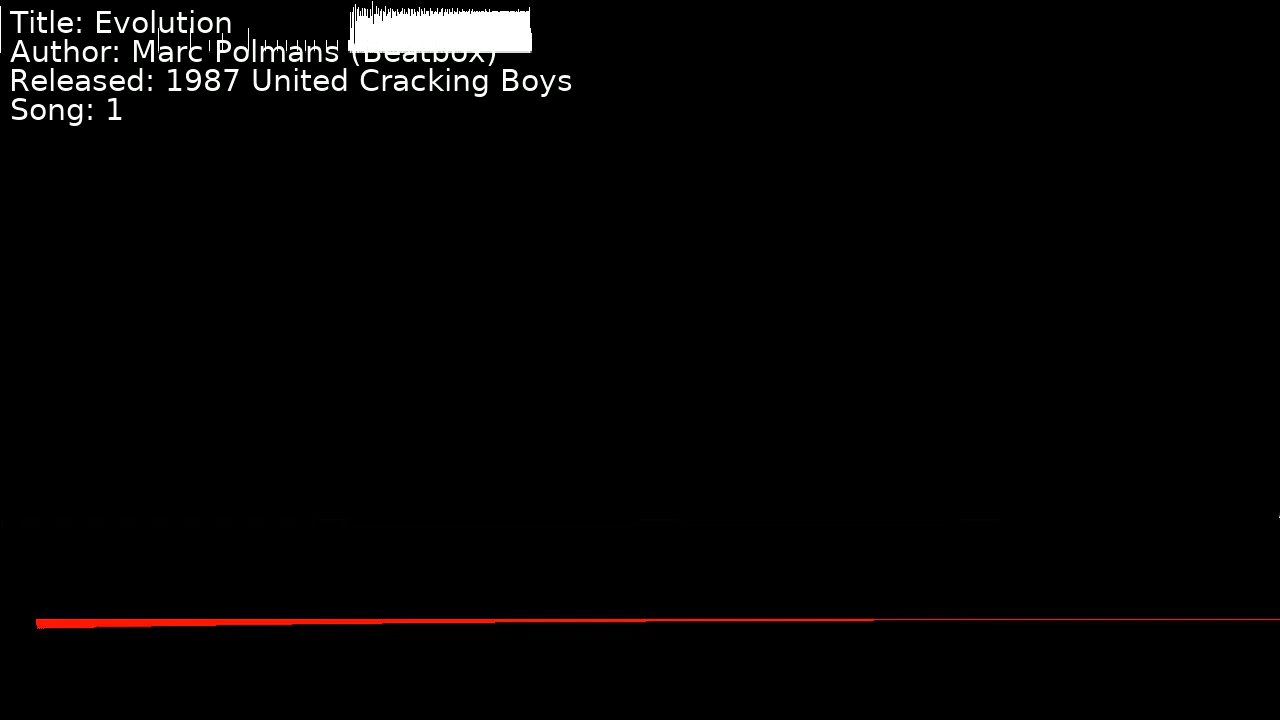 Title: Evolution
Author: Marc Polmans (Beatbox)
Released: 1987 United Cracking Boys
Song: 1